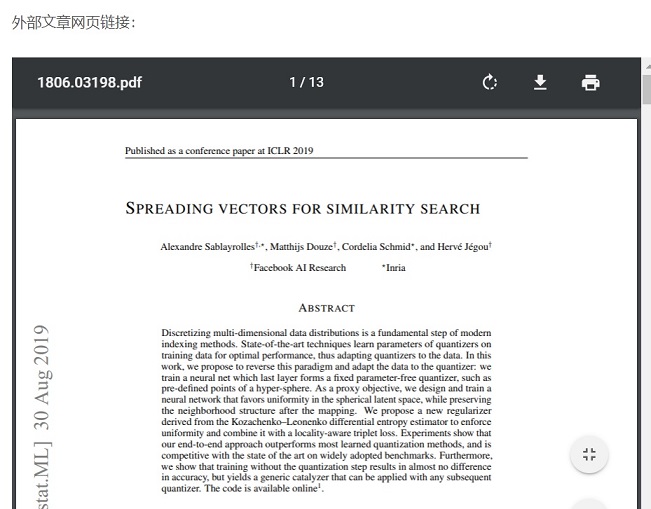 外部文章网页链接：
1806.03198.pdf
1 / 13
Published as a conference paper at ICLR 2019
SPREADING VECTORS FOR SIMILARITY SEARCH
Alexandre Sablayrolles†,⋆, Matthijs Douze†, Cordelia Schmid⋆, and Hervé Jégou†
†Facebook AI Research ⋆Inria
ABSTRACT
Discretizing multi-dimensional data distributions is a fundamental step of modern
indexing methods. State-of-the-art techniques learn parameters of quantizers on
training data for optimal performance, thus adapting quantizers to the data. In this
work, we propose to reverse this paradigm and adapt the data to the quantizer: we
train a neural net which last layer forms a fixed parameter-free quantizer, such as
pre-defined points of a hyper-sphere. As a proxy objective, we design and train a
neural network that favors uniformity in the spherical latent space, while preserving
the neighborhood structure after the mapping. We propose a new regularizer
derived from the Kozachenko–Leonenko differential entropy estimator to enforce
uniformity and combine it with a locality-aware triplet loss. Experiments show that
our end-to-end approach outperforms most learned quantization methods, and is
competitive with the state of the art on widely adopted benchmarks. Furthermore,
we show that training without the quantization step results in almost no difference
in accuracy, but yields a generic catalyzer that can be applied with any subsequent
quantizer. The code is available online¹.
stat.ML] 30 Aug 2019